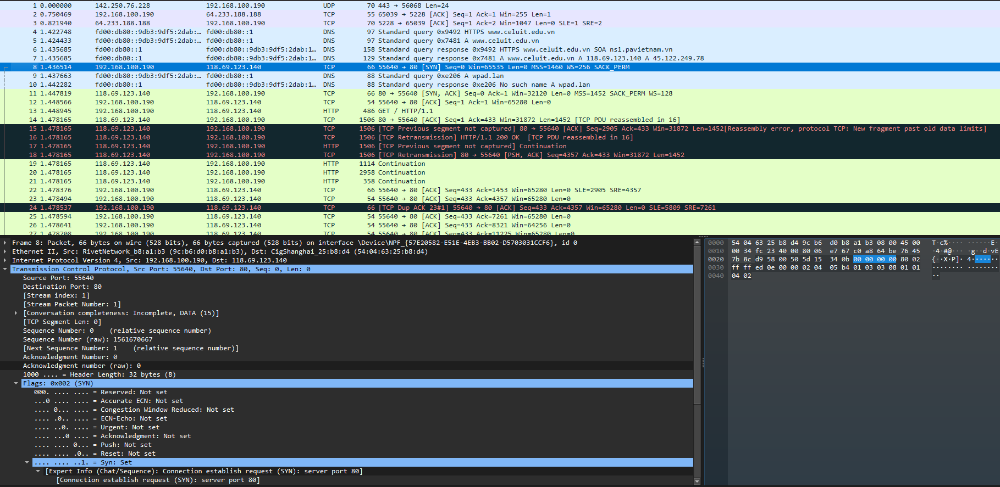 1 0.000000 142.250.76.228 192.168.100.190 UDP 70 443 → 56068 Len=24
2 0.750469 192.168.100.190 64.233.188.188 TCP 55 65039 → 5228 [ACK] Seq=1 Ack=1 Win=255 Len=1
3 0.821940 64.233.188.188 192.168.100.190 TCP 70 5228 → 65039 [ACK] Seq=1 Ack=2 Win=1047 Len=0 SLE=1 SRE=2
4 1.422748 fd00:db80::9db3:9df5:2dab:… fd00:db80::1 DNS 97 Standard query 0x9492 HTTPS www.celuit.edu.vn
5 1.424433 fd00:db80::9db3:9df5:2dab:… fd00:db80::1 DNS 97 Standard query 0x7481 A www.celuit.edu.vn
6 1.435685 fd00:db80::1 fd00:db80::9db3:9df5:2dab:1… DNS 158 Standard query response 0x9492 HTTPS www.celuit.edu.vn SOA ns1.pavietnam.vn
7 1.435685 fd00:db80::1 fd00:db80::9db3:9df5:2dab:1… DNS 129 Standard query response 0x7481 A www.celuit.edu.vn A 118.69.123.140 A 45.122.249.78
8 1.436514 192.168.100.190 118.69.123.140 TCP 66 55640 → 80 [SYN] Seq=0 Win=65535 Len=0 MSS=1460 WS=256 SACK_PERM
9 1.437663 fd00:db80::9db3:9df5:2dab:… fd00:db80::1 DNS 88 Standard query 0xe206 A wpad.lan
10 1.442282 fd00:db80::1 fd00:db80::9db3:9df5:2dab:1… DNS 88 Standard query response 0xe206 No such name A wpad.lan
11 1.447819 118.69.123.140 192.168.100.190 TCP 66 80 → 55640 [SYN, ACK] Seq=0 Ack=1 Win=32120 Len=0 MSS=1452 SACK_PERM WS=128
12 1.448566 192.168.100.190 118.69.123.140 TCP 54 55640 → 80 [ACK] Seq=1 Ack=1 Win=65280 Len=0
13 1.448945 192.168.100.190 118.69.123.140 HTTP 486 GET / HTTP/1.1
14 1.478165 118.69.123.140 192.168.100.190 TCP 1506 80 → 55640 [ACK] Seq=1 Ack=433 Win=31872 Len=1452 [TCP PDU reassembled in 16]
15 1.478165 118.69.123.140 192.168.100.190 TCP 1506 [TCP Previous segment not captured] 80 → 55640 [ACK] Seq=2905 Ack=433 Win=31872 Len=1452[Reassembly error, protocol TCP: New fragment past old data limits]
16 1.478165 118.69.123.140 192.168.100.190 TCP 1506 [TCP Retransmission] HTTP/1.1 200 OK  [TCP PDU reassembled in 16]
17 1.478165 118.69.123.140 192.168.100.190 HTTP 1506 [TCP Previous segment not captured] Continuation
18 1.478165 118.69.123.140 192.168.100.190 TCP 1506 [TCP Retransmission] 80 → 55640 [PSH, ACK] Seq=4357 Ack=433 Win=31872 Len=1452
19 1.478165 118.69.123.140 192.168.100.190 HTTP 1114 Continuation
20 1.478165 118.69.123.140 192.168.100.190 HTTP 2958 Continuation
21 1.478165 118.69.123.140 192.168.100.190 HTTP 358 Continuation
22 1.478376 192.168.100.190 118.69.123.140 TCP 66 55640 → 80 [ACK] Seq=433 Ack=1453 Win=65280 Len=0 SLE=2905 SRE=4357
23 1.478494 192.168.100.190 118.69.123.140 TCP 54 55640 → 80 [ACK] Seq=433 Ack=4357 Win=65280 Len=0
24 1.478537 192.168.100.190 118.69.123.140 TCP 66 [TCP Dup ACK 23#1] 55640 → 80 [ACK] Seq=433 Ack=4357 Win=65280 Len=0 SLE=5809 SRE=7261
25 1.478594 192.168.100.190 118.69.123.140 TCP 54 55640 → 80 [ACK] Seq=433 Ack=7261 Win=65280 Len=0
26 1.478641 192.168.100.190 118.69.123.140 TCP 54 55640 → 80 [ACK] Seq=433 Ack=8321 Win=64256 Len=0
27 1.478708 192.168.100.190 118.69.123.140 TCP 54 55640 → 80 [ACK] Seq=433 Ack=11225 Win=65280 Len=0
Frame 8: Packet, 66 bytes on wire (528 bits), 66 bytes captured (528 bits) on interface \Device\NPF_{57E20582-E51E-4EB3-BB02-D5703031CCF6}, id 0
Ethernet II, Src: RivetNetwork_b8:a1:b3 (9c:b6:d0:b8:a1:b3), Dst: CigShanghai_25:b8:d4 (54:04:63:25:b8:d4)
Internet Protocol Version 4, Src: 192.168.100.190, Dst: 118.69.123.140
Transmission Control Protocol, Src Port: 55640, Dst Port: 80, Seq: 0, Len: 0
Source Port: 55640
Destination Port: 80
[Stream index: 1]
[Stream Packet Number: 1]
[Conversation completeness: Incomplete, DATA (15)]
[TCP Segment Len: 0]
Sequence Number: 0    (relative sequence number)
Sequence Number (raw): 1561670667
[Next Sequence Number: 1    (relative sequence number)]
Acknowledgment Number: 0
Acknowledgment number (raw): 0
1000 .... = Header Length: 32 bytes (8)
Flags: 0x002 (SYN)
000. .... .... = Reserved: Not set
...0 .... .... = Accurate ECN: Not set
.... 0... .... = Congestion Window Reduced: Not set
.... .0.. .... = ECN-Echo: Not set
.... ..0. .... = Urgent: Not set
.... ...0 .... = Acknowledgment: Not set
.... .... 0... = Push: Not set
.... .... .0.. = Reset: Not set
.... .... ..1. = Syn: Set
[Expert Info (Chat/Sequence): Connection establish request (SYN): server port 80]
[Connection establish request (SYN): server port 80]
0000 54 04 63 25 b8 d4 9c b6 d0 b8 a1 b3 08 00 45 00 T·c%···· ······E·
0010 00 34 fc 23 40 00 80 06 e7 67 c0 a8 64 be 76 45 ·4·#@··· ·g··d·vE
0020 7b 8c d9 58 00 50 5d 15 34 0b 00 00 00 00 80 02 {··X·P]· 4·······
0030 ff ff ed 0e 00 00 02 04 05 b4 01 03 03 08 01 01 ········ ········
0040 04 02 ··